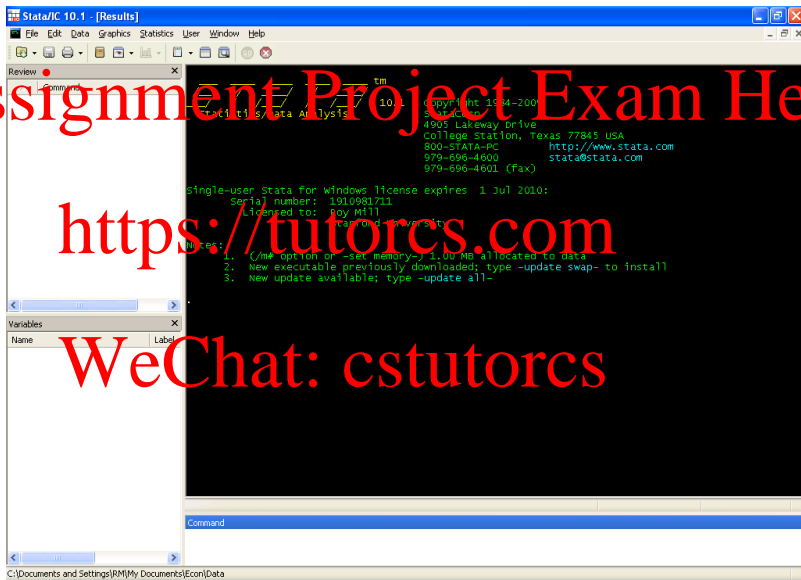 Stata/IC 10.1 - [Results]
File Edit Data Graphics Statistics User Window Help
Review
Command
tm
10.1 Copyright 1984-2009
Statistics/Data Analysis StataCorp
4905 Lakeway Drive
College Station, Texas 77845 USA
800-STATA-PC http://www.stata.com
979-696-4600 stata@stata.com
979-696-4601 (fax)
Single-user Stata for Windows license expires 1 Jul 2010:
Serial number: 1910981711
Licensed to: Roy Mill
Stanford University
Notes:
1. (/m# option or -set memory-) 1.00 MB allocated to data
2. New executable previously downloaded; type -update swap- to install
3. New update available; type -update all-
.
ssignment Project Exam He
https://tutorcs.com
WeChat: cstutorcs
Variables
Name Label
Command
C:\Documents and Settings\RM\My Documents\Econ\Data